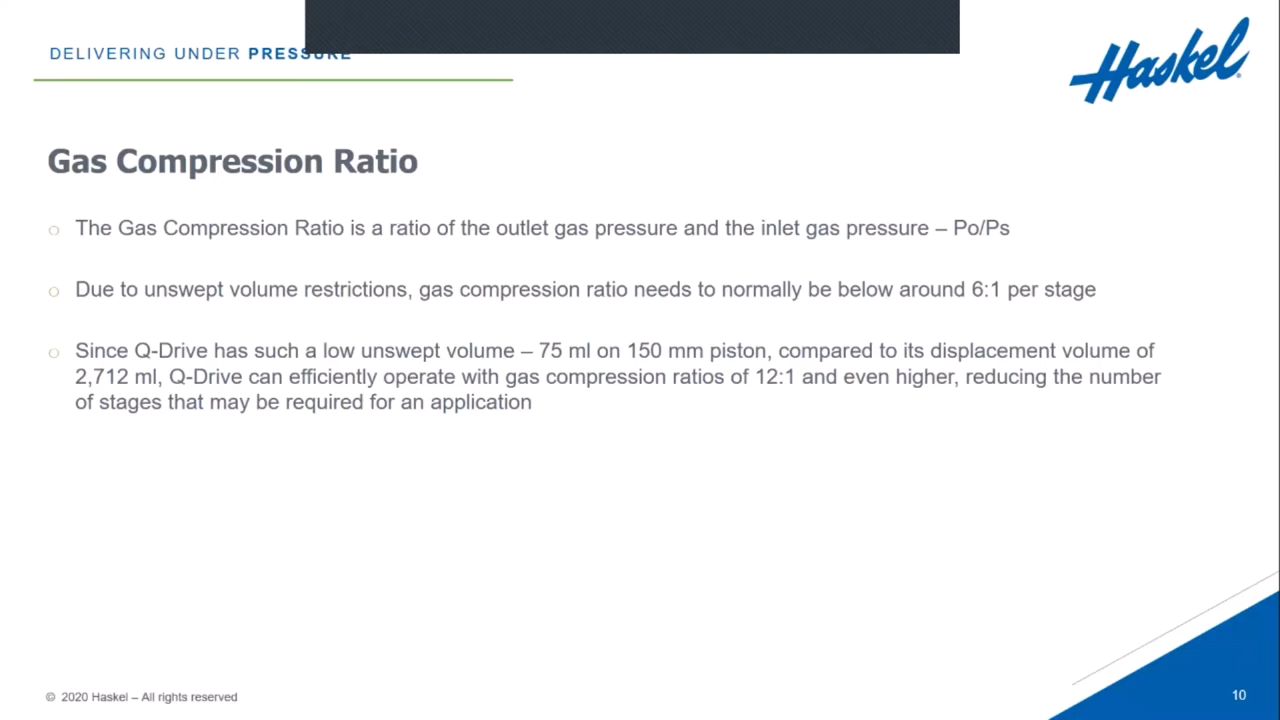 DELIVERING UNDER PRESSURE
Haskel
Gas Compression Ratio
The Gas Compression Ratio is a ratio of the outlet gas pressure and the inlet gas pressure – Po/Ps
Due to unswept volume restrictions, gas compression ratio needs to normally be below around 6:1 per stage
Since Q-Drive has such a low unswept volume – 75 ml on 150 mm piston, compared to its displacement volume of
2,712 ml, Q-Drive can efficiently operate with gas compression ratios of 12:1 and even higher, reducing the number
of stages that may be required for an application
© 2020 Haskel – All rights reserved
10